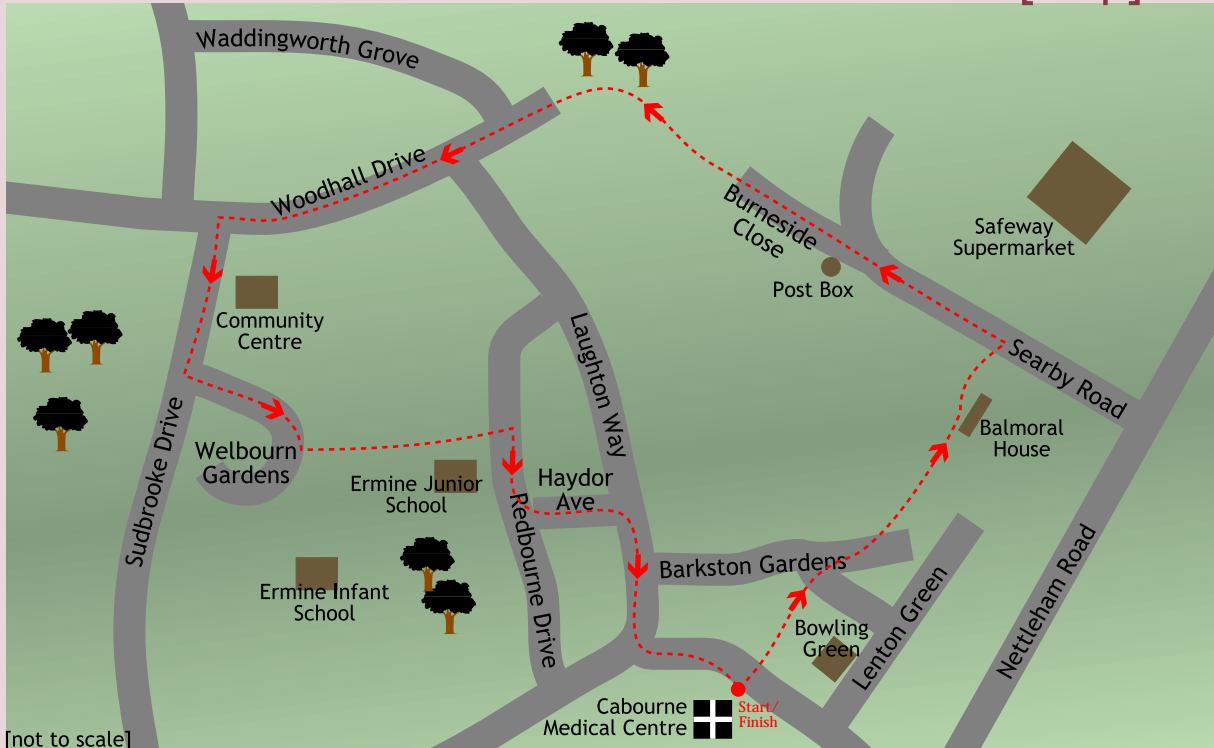 Waddingworth Grove
Woodhall Drive
Burneside
Close
Safeway
Supermarket
Post Box
Community
Centre
Laughton Way
Searby Road
Balmoral
House
Sudbrooke Drive
Welbourn
Gardens
Ermine Junior
School
Haydor
Ave
Redbourne Drive
Barkston Gardens
Ermine Infant
School
Bowling
Green
Lenton Green
Nettleham Road
Cabourne
Medical Centre
Start/
Finish
[not to scale]